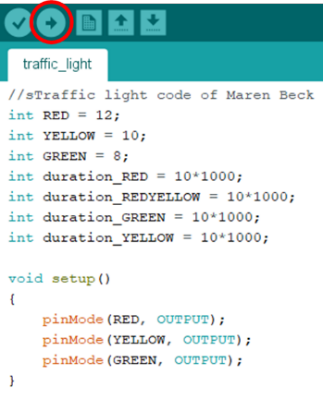 traffic_light
//sTraffic light code of Maren Beck
int RED = 12;
int YELLOW = 10;
int GREEN = 8;
int duration_RED = 10*1000;
int duration_REDYELLOW = 10*1000;
int duration_GREEN = 10*1000;
int duration_YELLOW = 10*1000;
void setup()
{
pinMode(RED, OUTPUT);
pinMode(YELLOW, OUTPUT);
pinMode(GREEN, OUTPUT);
}